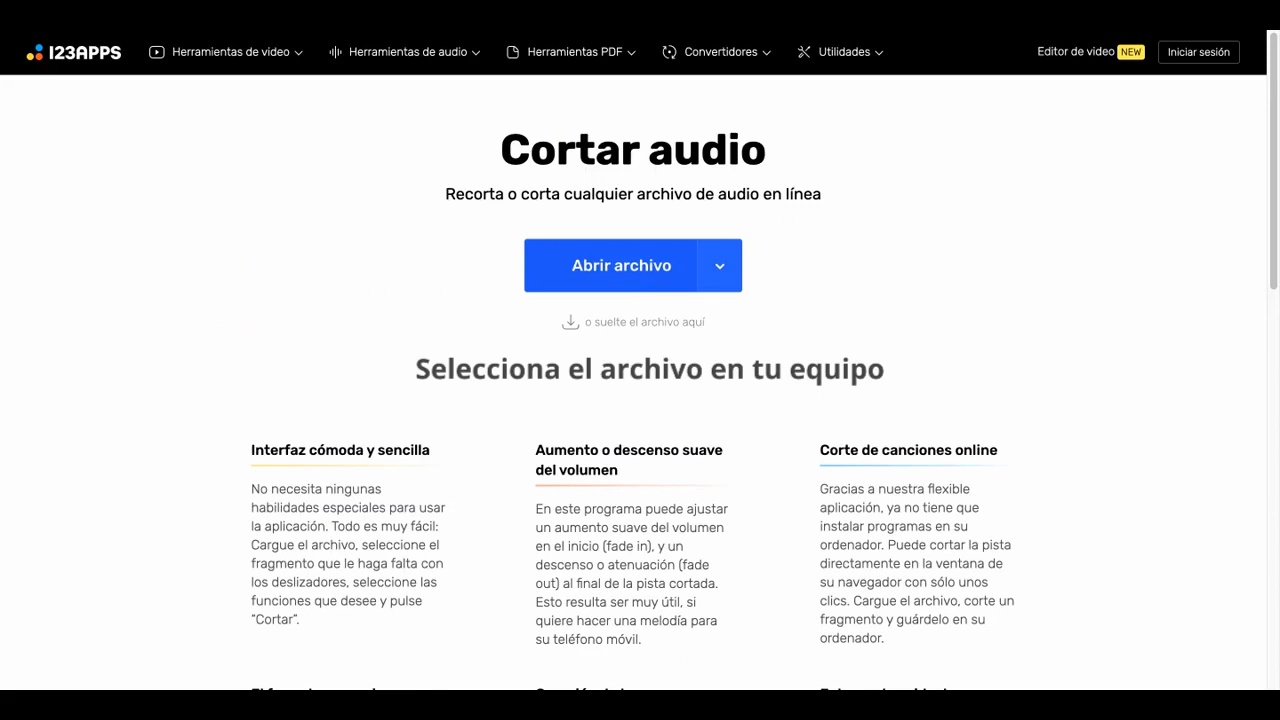 123APPS Herramientas de video Herramientas de audio Herramientas PDF Convertidores Utilidades Editor de video NEW Iniciar sesión
Cortar audio
Recorta o corta cualquier archivo de audio en línea
Abrir archivo
o suelte el archivo aquí
Selecciona el archivo en tu equipo
Interfaz cómoda y sencilla
No necesita ningunas
habilidades especiales para usar
la aplicación. Todo es muy fácil:
Cargue el archivo, seleccione el
fragmento que le haga falta con
los deslizadores, seleccione las
funciones que desee y pulse
“Cortar”.
Aumento o descenso suave
del volumen
En este programa puede ajustar
un aumento suave del volumen
en el inicio (fade in), y un
descenso o atenuación (fade
out) al final de la pista cortada.
Esto resulta ser muy útil, si
quiere hacer una melodía para
su teléfono móvil.
Corte de canciones online
Gracias a nuestra flexible
aplicación, ya no tiene que
instalar programas en su
ordenador. Puede cortar la pista
directamente en la ventana de
su navegador con sólo unos
clics. Cargue el archivo, corte un
fragmento y guárdelo en su
ordenador.